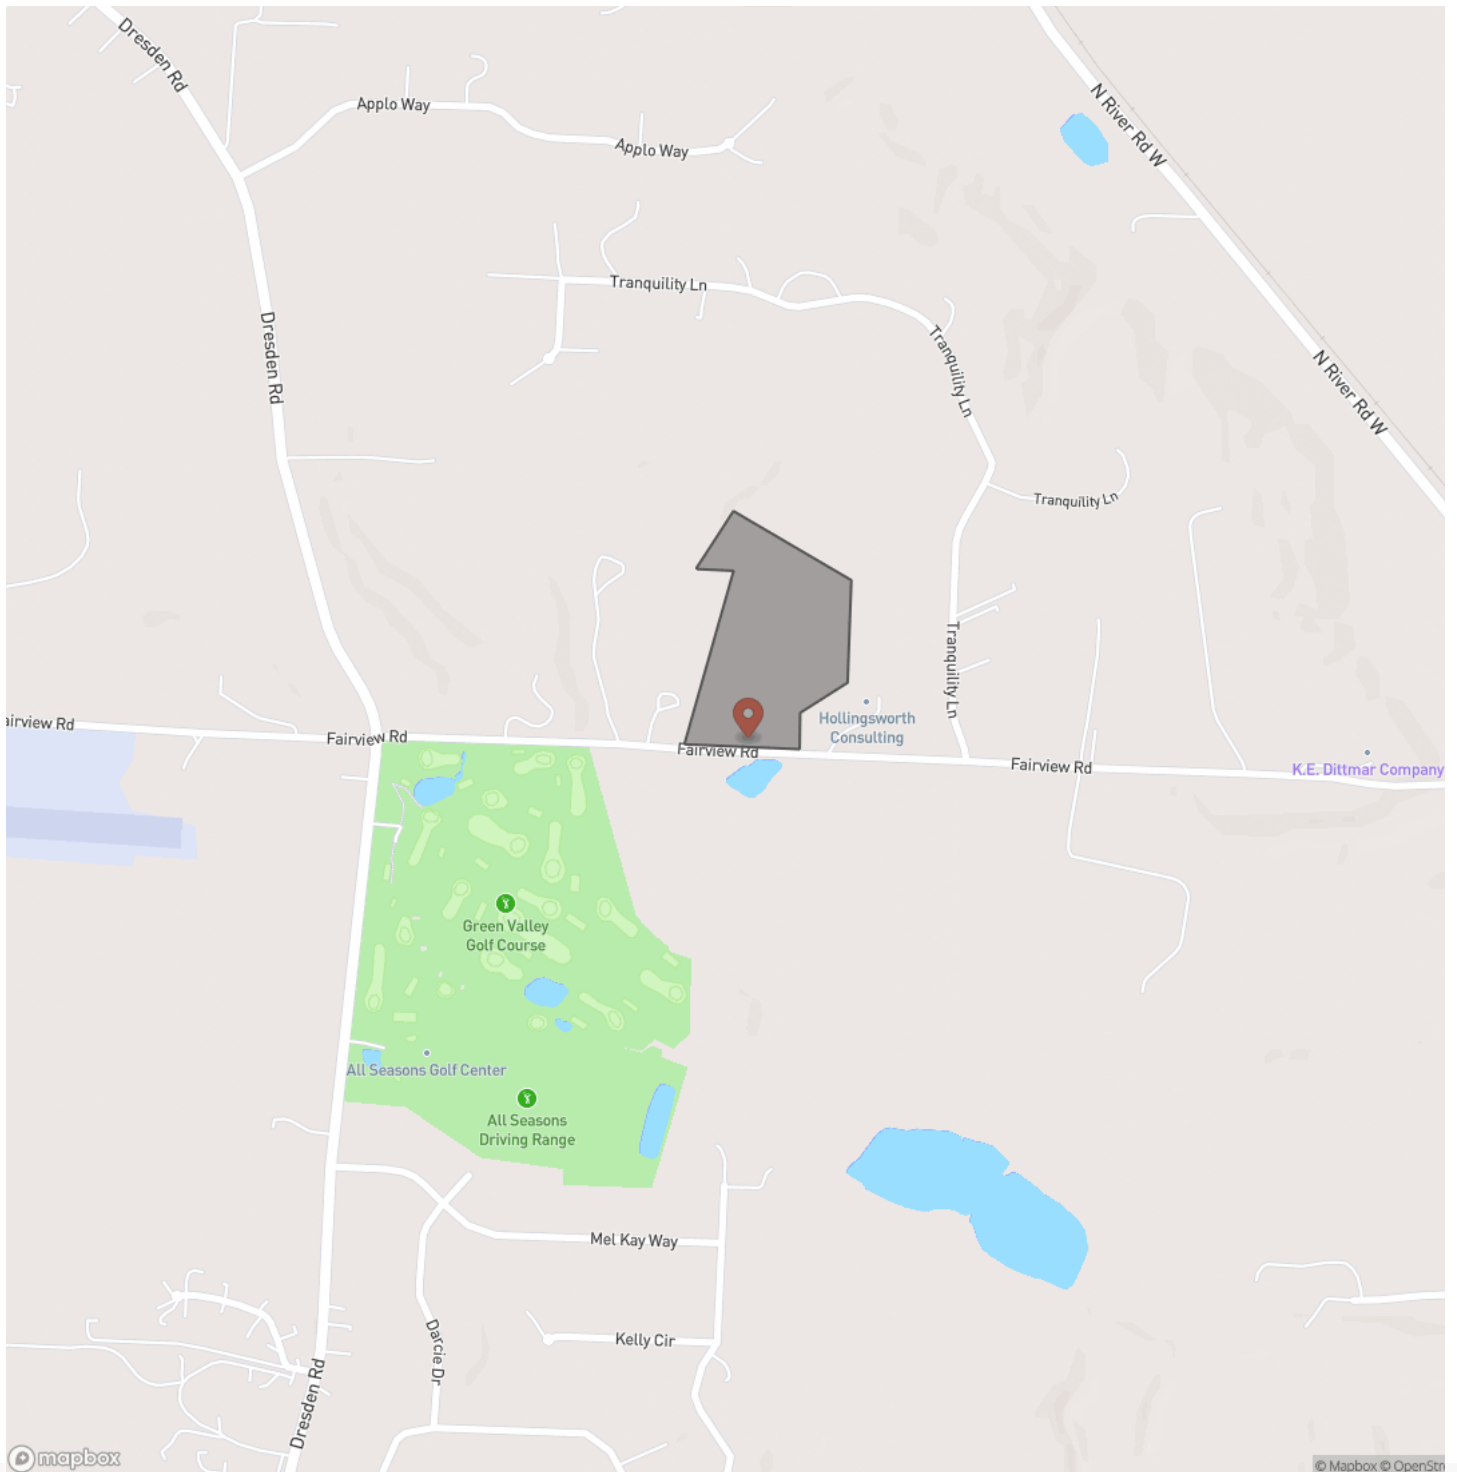 Dresden Rd
N River Rd W
Applo Way
Applo Way
Tranquility Ln
Dresden Rd
Tranquility Ln
N River Rd W
Tranquility Ln
Tranquility Ln
airview Rd
Fairview Rd
Fairview Rd
Hollingsworth
Consulting
Fairview Rd
K.E. Dittmar Company
Green Valley
Golf Course
All Seasons Golf Center
All Seasons
Driving Range
Mel Kay Way
Kelly Cir
Darcie Dr
Dresden Rd
mapbox
© Mapbox © OpenStre